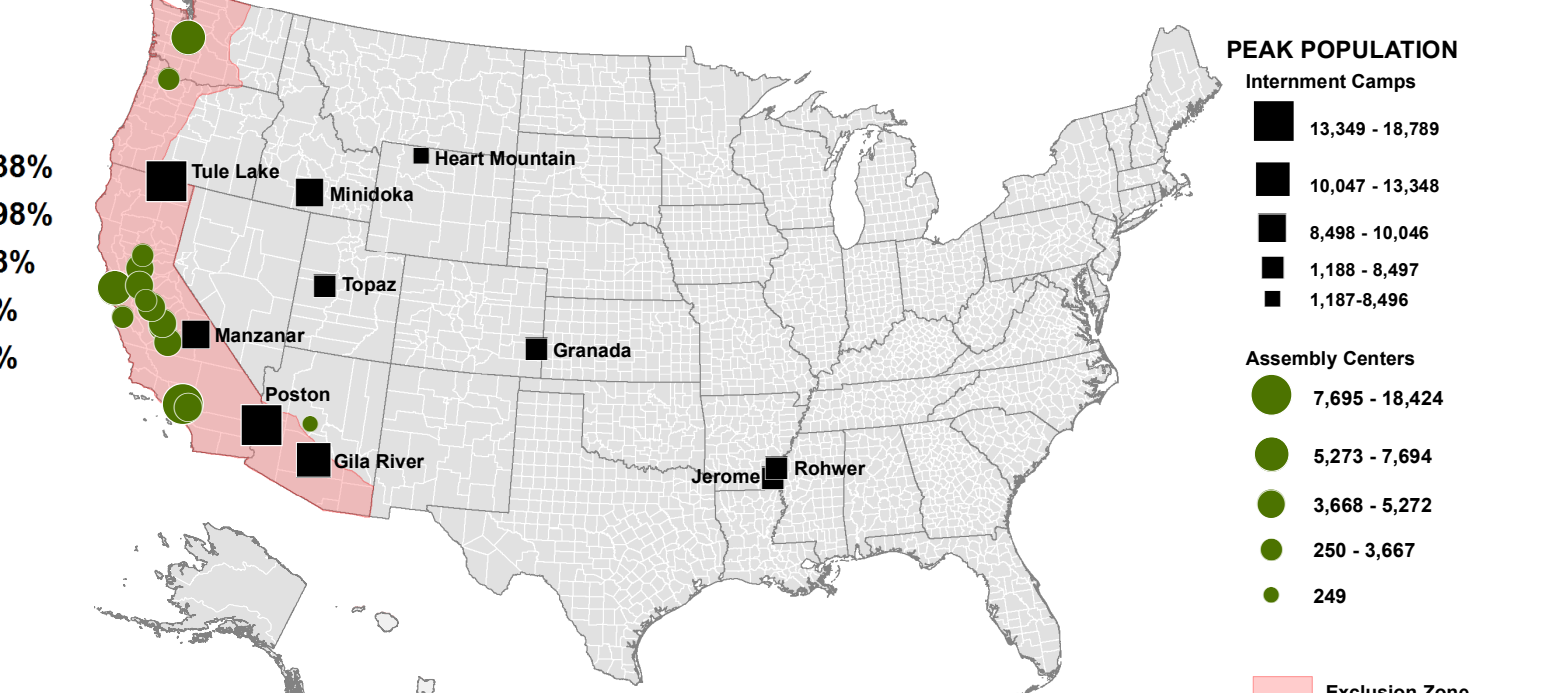 38%
98%
3%
%
%
Tule Lake
Heart Mountain
Minidoka
Topaz
Manzanar
Granada
Poston
Gila River
Jerome
Rohwer
PEAK POPULATION
Internment Camps
13,349 - 18,789
10,047 - 13,348
8,498 - 10,046
1,188 - 8,497
1,187-8,496
Assembly Centers
7,695 - 18,424
5,273 - 7,694
3,668 - 5,272
250 - 3,667
249
Exclusion Zone